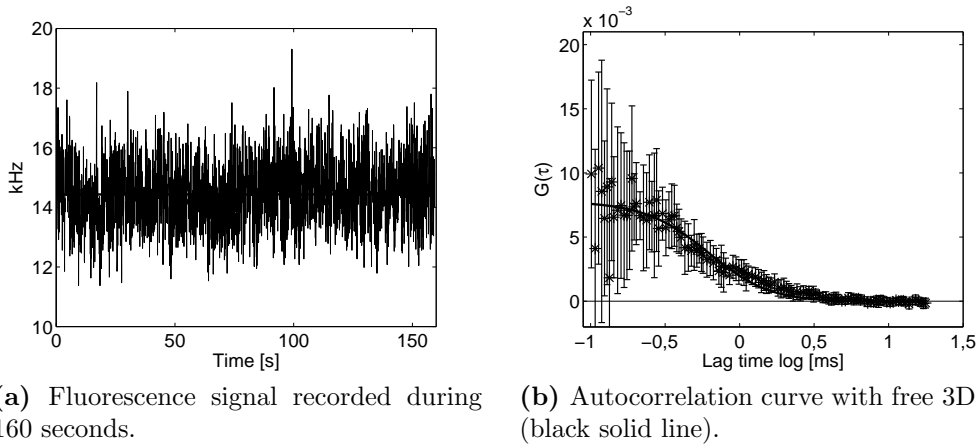 20
18
16
14
12
10
kHz
0
50
100
150
Time [s]
x 10⁻³
20
15
10
5
0
G(τ)
−1
−0,5
0
0,5
1
1,5
Lag time log [ms]
(a) Fluorescence signal recorded during
160 seconds.
(b) Autocorrelation curve with free 3D
(black solid line).